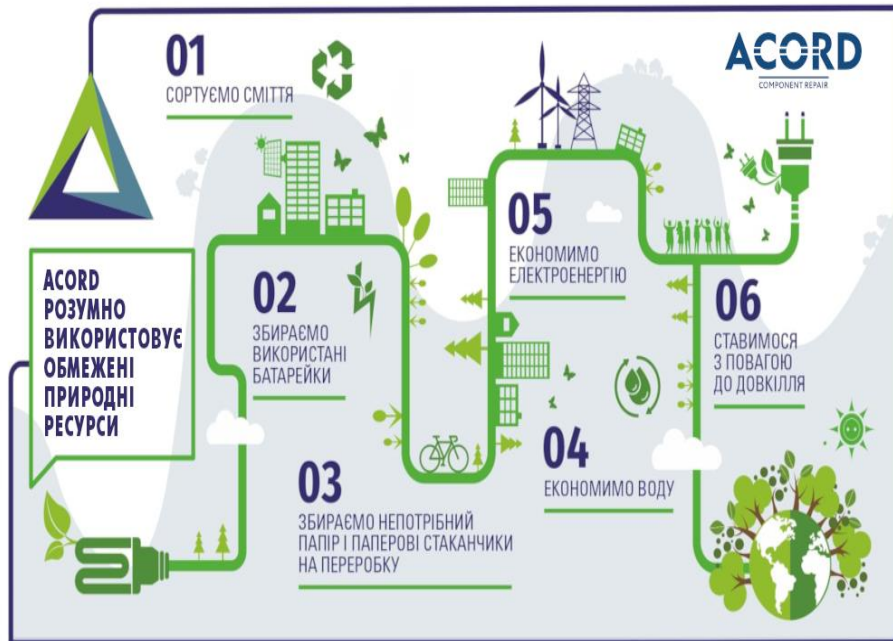 ACORD
COMPONENT REPAIR
01
СОРТУЄМО СМІТТЯ
ACORD
РОЗУМНО
ВИКОРИСТОВУЄ
ОБМЕЖЕНІ
ПРИРОДНІ
РЕСУРСИ
02
ЗБИРАЄМО
ВИКОРИСТАНІ
БАТАРЕЙКИ
03
ЗБИРАЄМО НЕПОТРІБНИЙ
ПАПІР І ПАПЕРОВІ СТАКАНЧИКИ
НА ПЕРЕРОБКУ
04
ЕКОНОМИМО ВОДУ
05
ЕКОНОМИМО
ЕЛЕКТРОЕНЕРГІЮ
06
СТАВИМОСЯ
З ПОВАГОЮ
ДО ДОВКІЛЛЯ